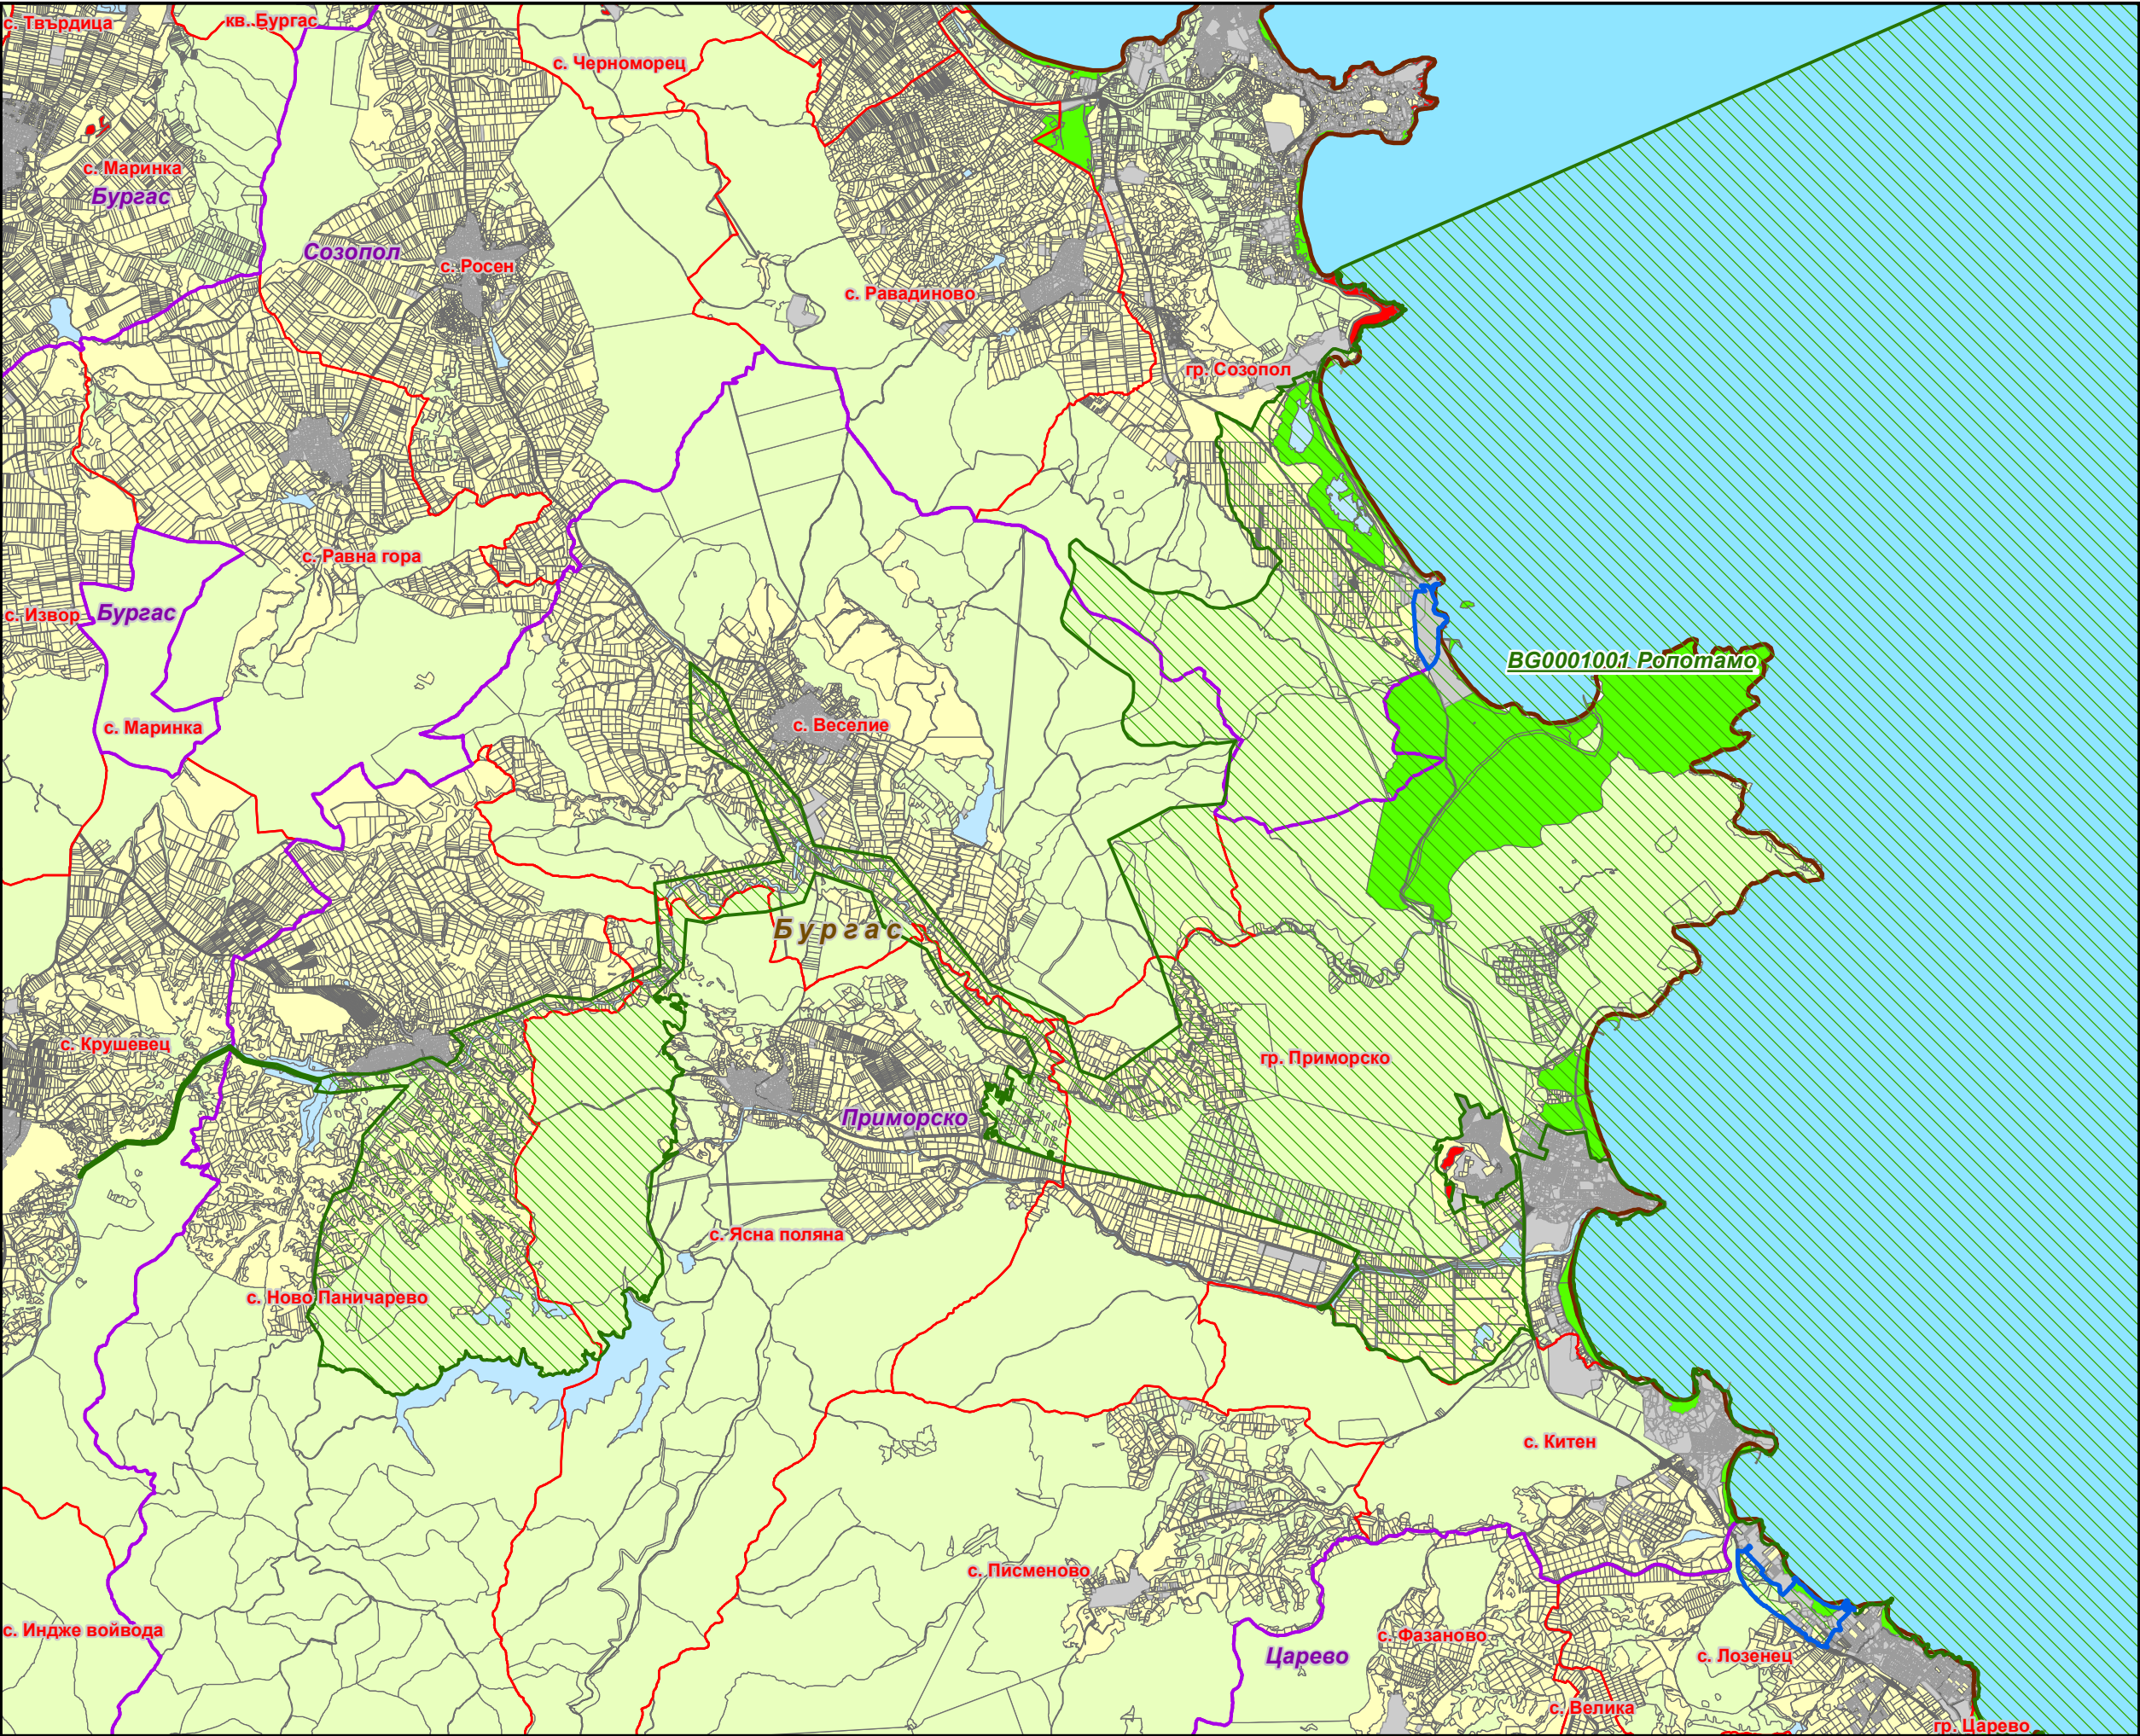 с. Твърдица
кв. Бургас
с. Черноморец
с. Маринка
Бургас
Созопол
с. Росен
с. Равадиново
гр. Созопол
с. Равна гора
с. Извор
Бургас
BG0001001 Ропотамо
с. Маринка
с. Веселие
Бургас
с. Крушевец
гр. Приморско
Приморско
с. Ясна поляна
с. Ново Паничарево
с. Китен
с. Писменово
с. Индже войвода
с. Фазаново
Царево
с. Лозенец
с. Велика
гр. Царево